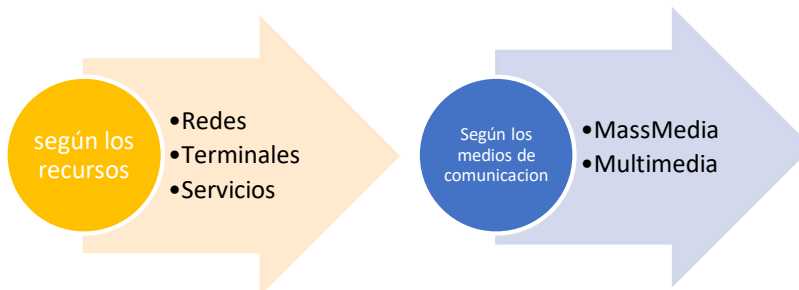 según los
recursos
•Redes
•Terminales
•Servicios
Según los
medios de
comunicacion
•MassMedia
•Multimedia